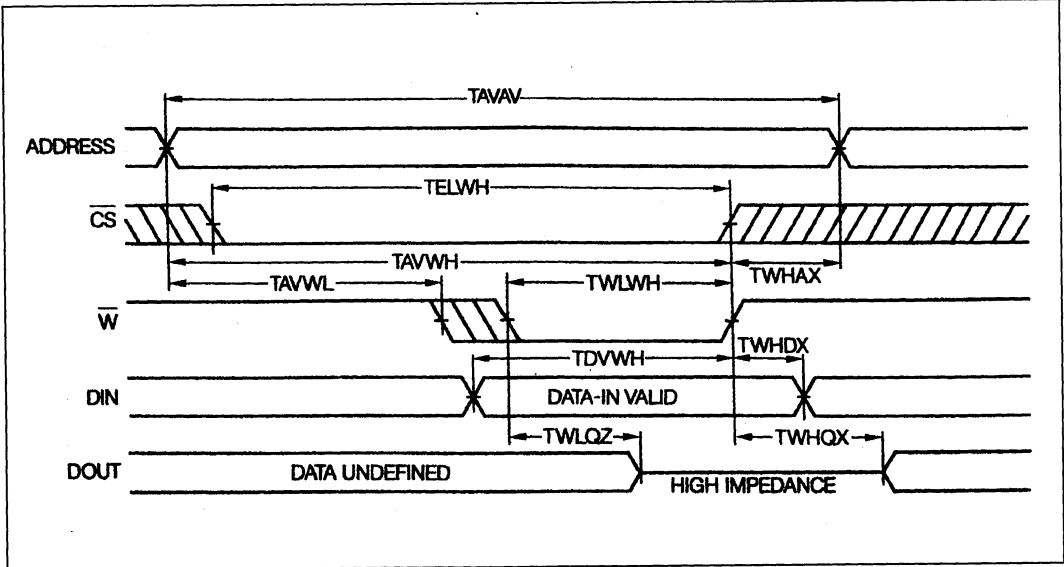 TAVAV
ADDRESS
TELWH
CS
TAVWH
TWHAX
TAVWL
TWLWH
W
TWHDX
TDVWH
DIN
DATA-IN VALID
TWLQZ
TWHQX
DOUT
DATA UNDEFINED
HIGH IMPEDANCE